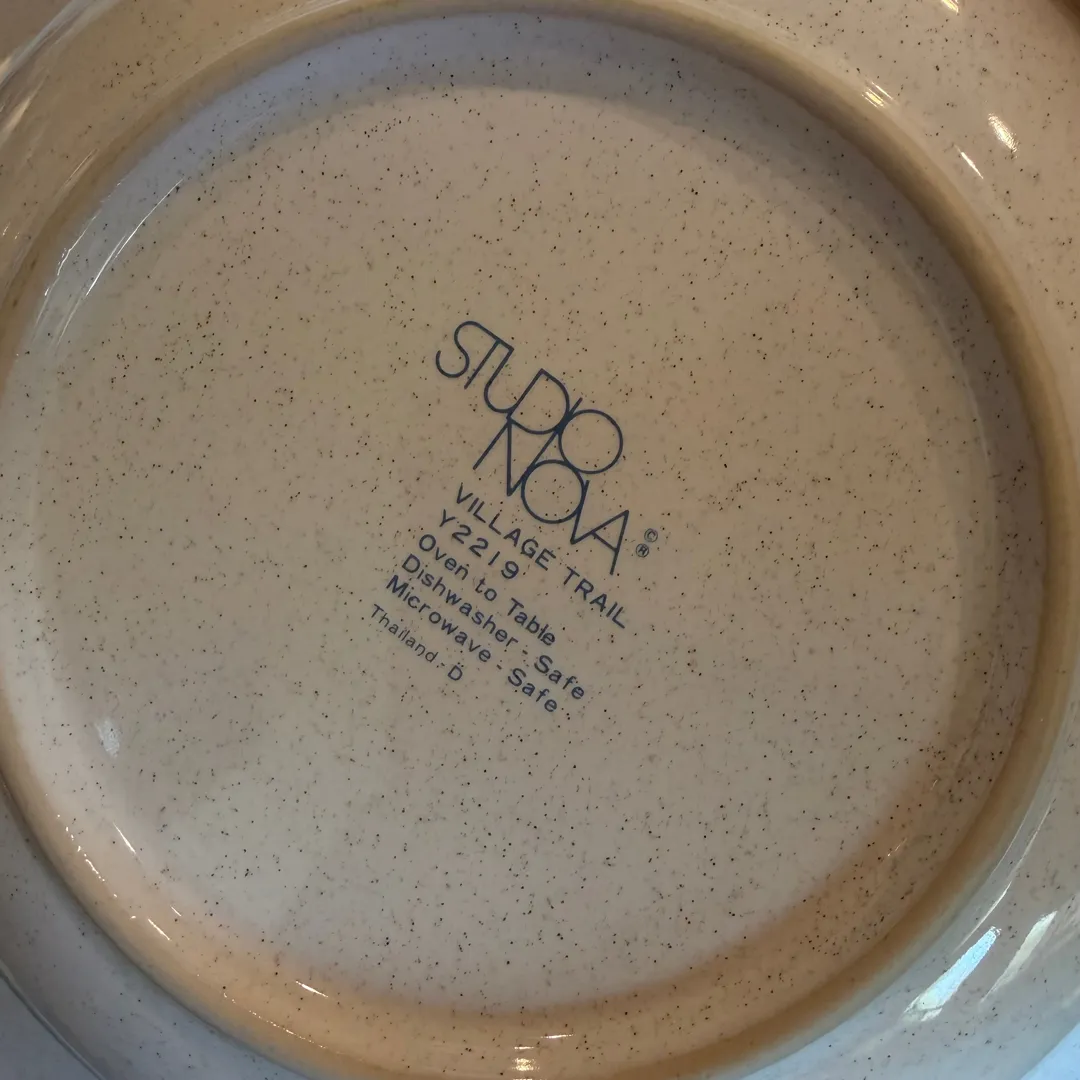 STUDIO
NOVA ©®
VILLAGE TRAIL
Y2219
Oven to Table
Dishwasher - Safe
Microwave - Safe
Thailand - D